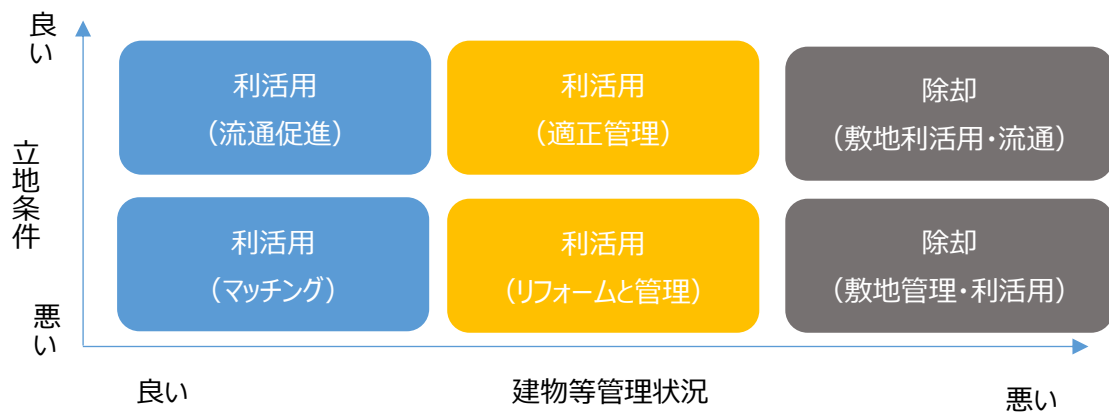 良い
利活用
（流通促進）
利活用
（適正管理）
除却
（敷地利活用・流通）
立地条件
利活用
（マッチング）
利活用
（リフォームと管理）
除却
（敷地管理・利活用）
悪い
良い
建物等管理状況
悪い